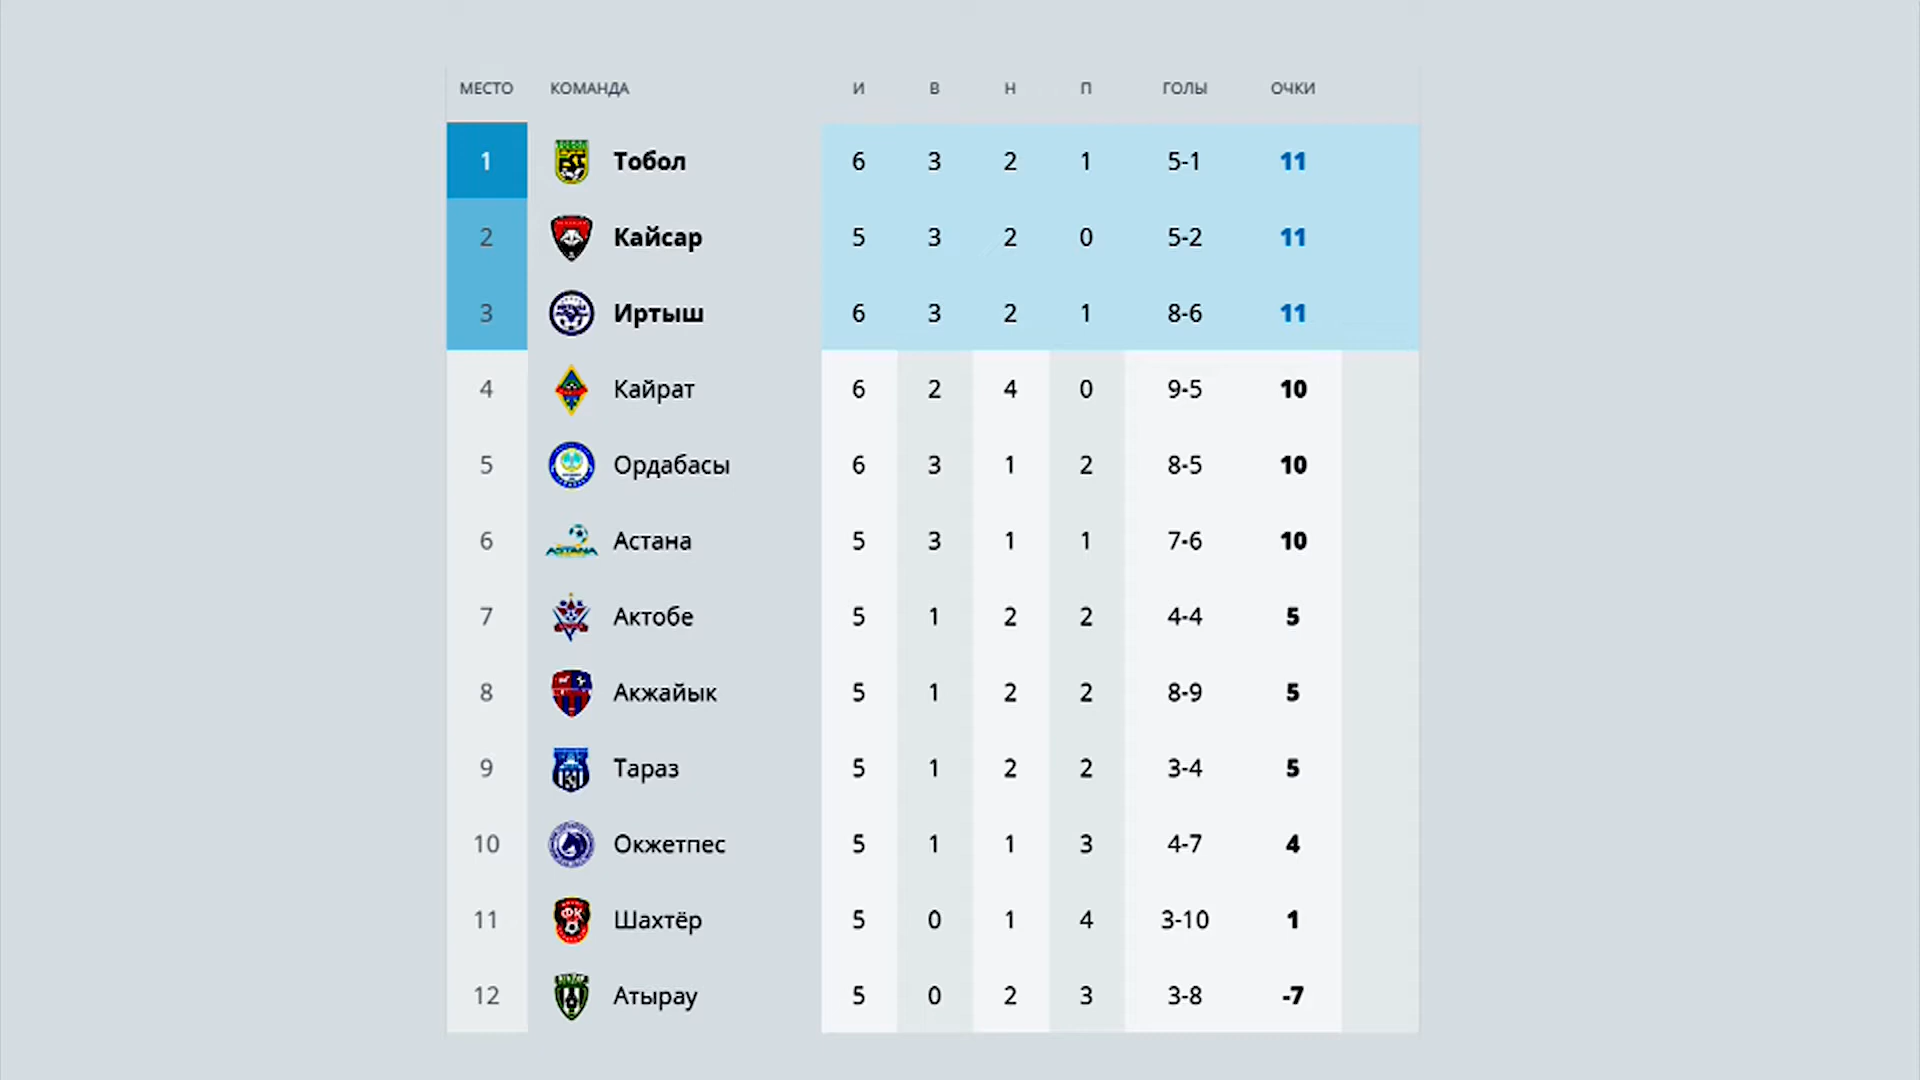 МЕСТО КОМАНДА И В Н П ГОЛЫ ОЧКИ
1 Тобол 6 3 2 1 5-1 11
2 Кайсар 5 3 2 0 5-2 11
3 Иртыш 6 3 2 1 8-6 11
4 Кайрат 6 2 4 0 9-5 10
5 Ордабасы 6 3 1 2 8-5 10
6 Астана 5 3 1 1 7-6 10
7 Актобе 5 1 2 2 4-4 5
8 Акжайык 5 1 2 2 8-9 5
9 Тараз 5 1 2 2 3-4 5
10 Окжетпес 5 1 1 3 4-7 4
11 Шахтёр 5 0 1 4 3-10 1
12 Атырау 5 0 2 3 3-8 -7